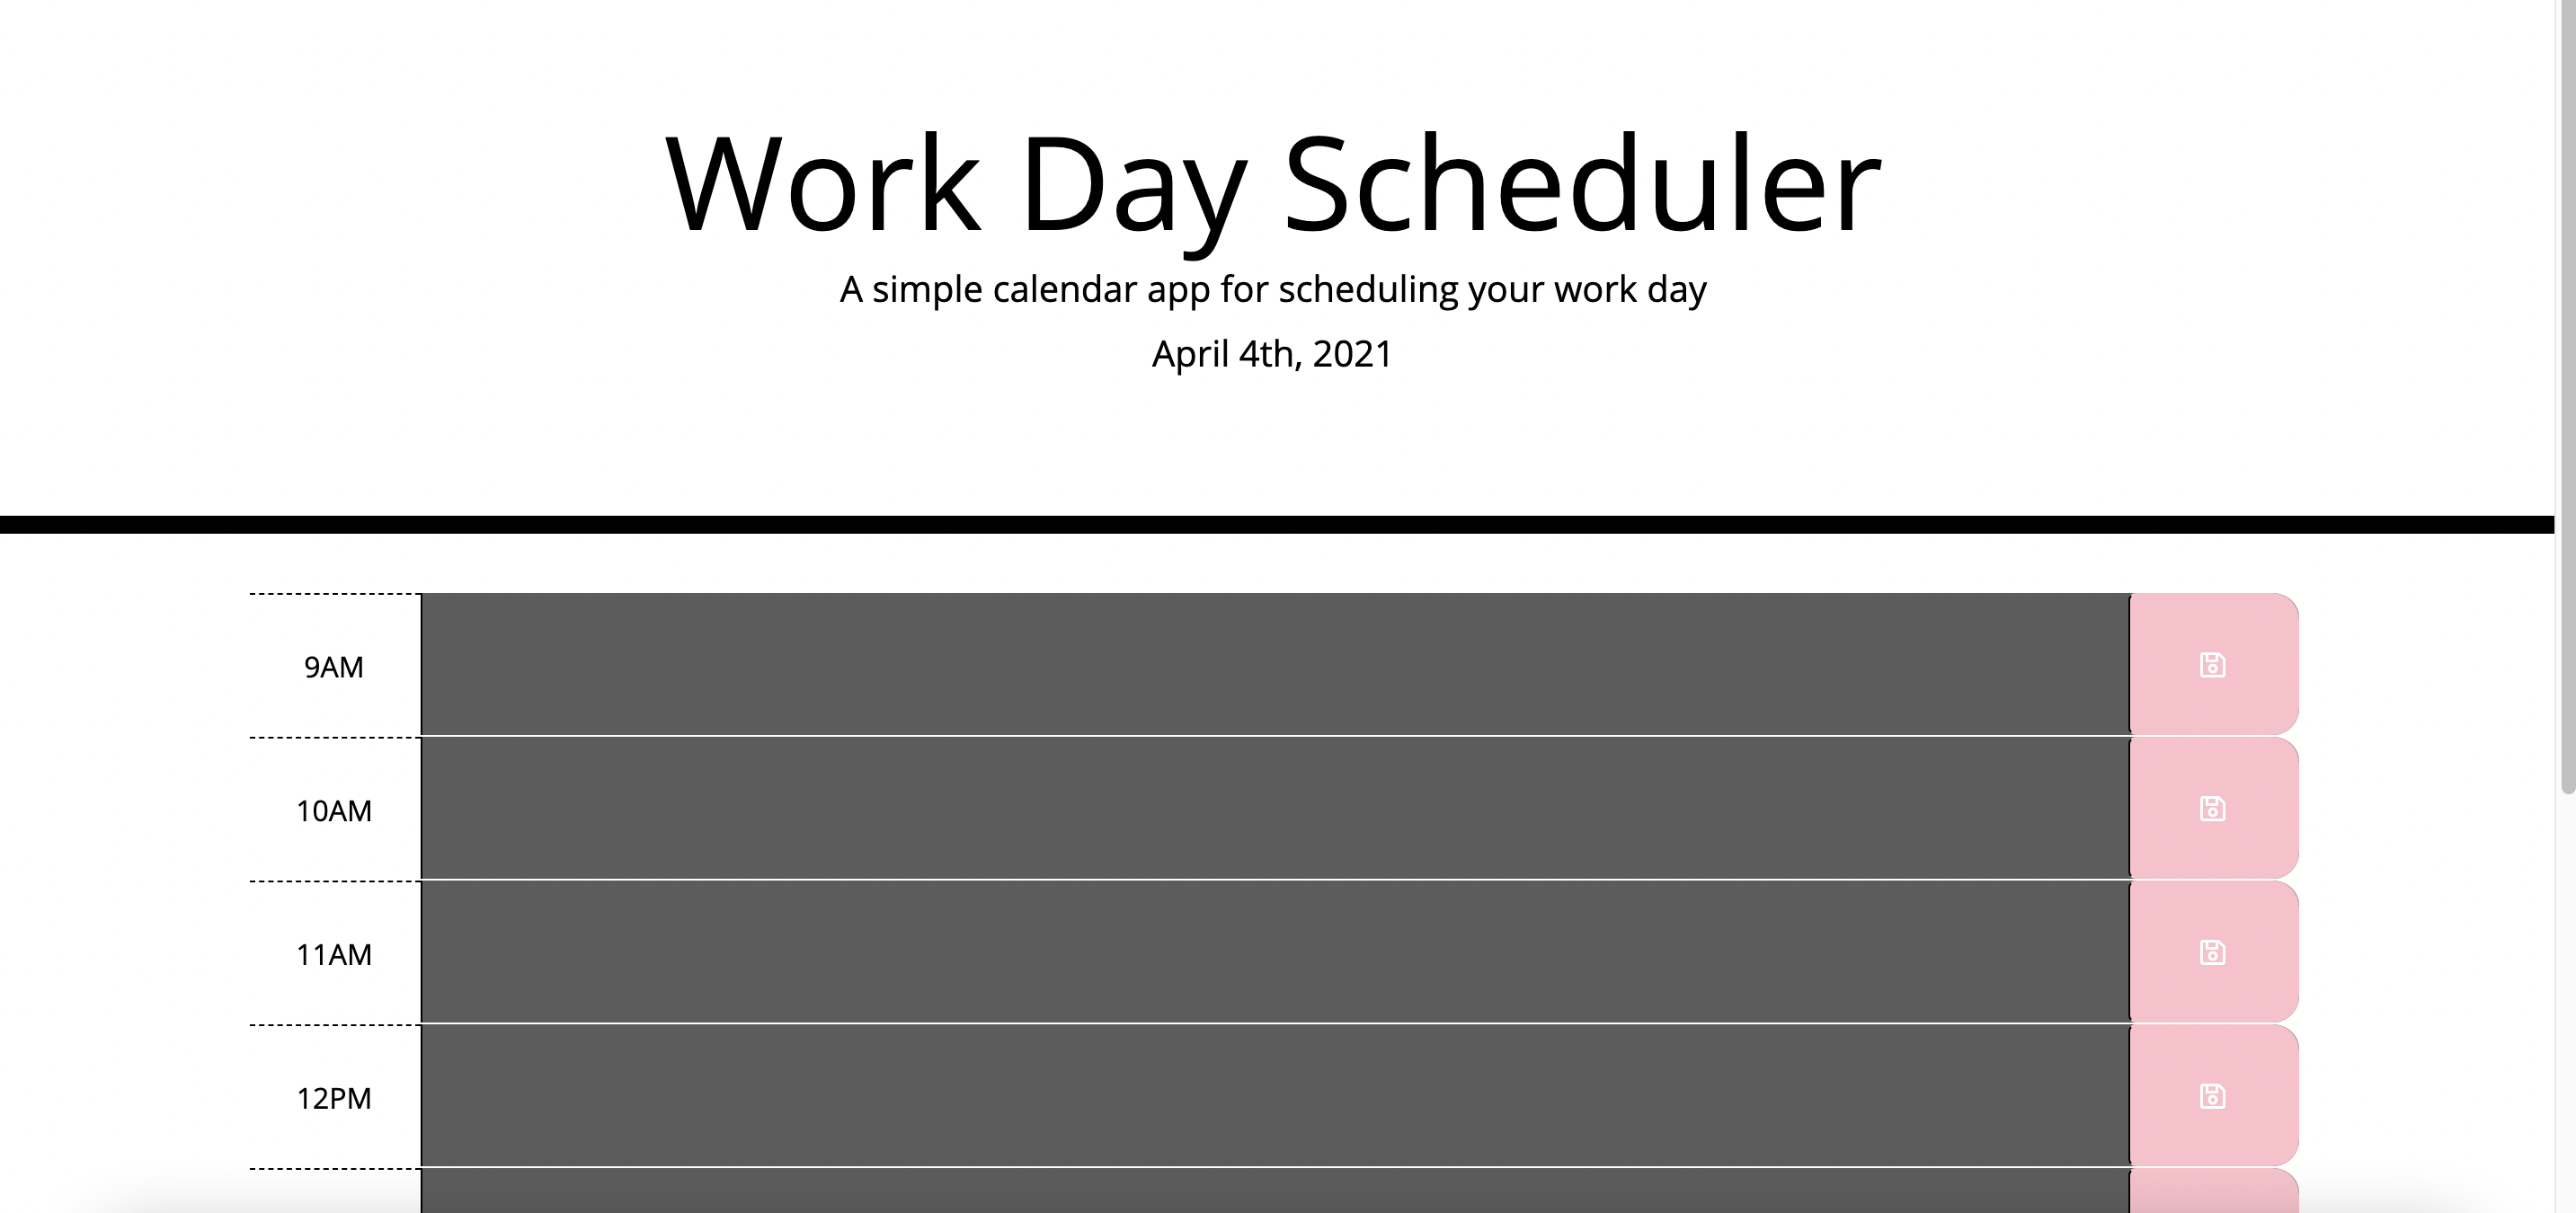 Work Day Scheduler
A simple calendar app for scheduling your work day
April 4th, 2021
9AM
10AM
11AM
12PM